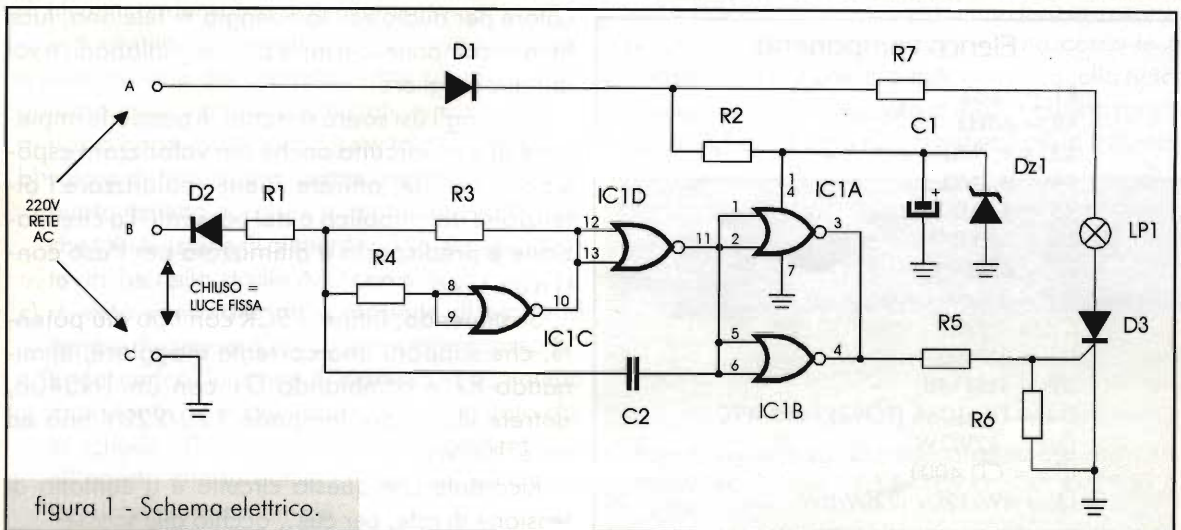 D1
R7
A
R2
C1
Dz1
1
4
IC1A
220V
RETE
AC
D2
R1
R3
IC1D
12
13
11
1
2
3
7
LP1
B
CHIUSO =
LUCE FISSA
R4
8
9
10
IC1C
5
6
4
IC1B
R5
D3
C
C2
R6
figura 1 - Schema elettrico.